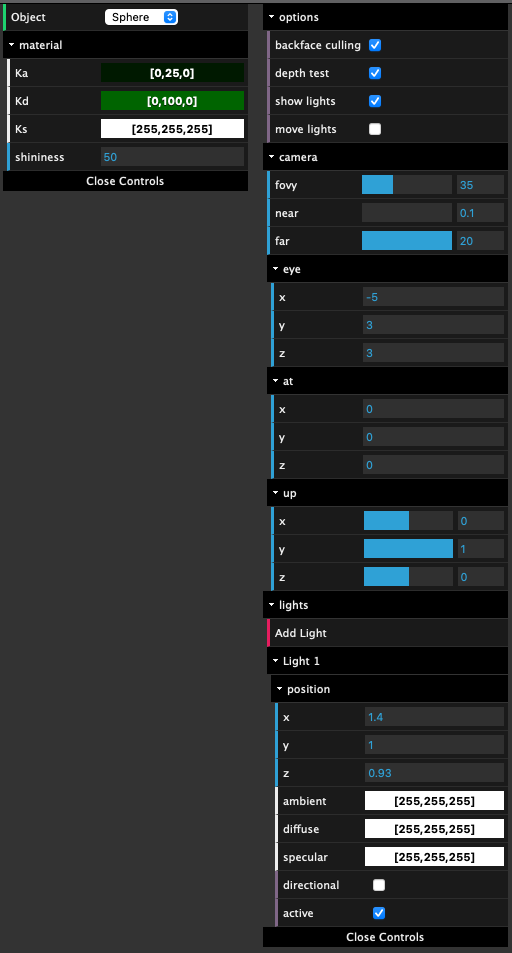 Object Sphere
material
Ka [0,25,0]
Kd [0,100,0]
Ks [255,255,255]
shininess 50
Close Controls
options
backface culling
depth test
show lights
move lights
camera
fovy 35
near 0.1
far 20
eye
x -5
y 3
z 3
at
x 0
y 0
z 0
up
x 0
y 1
z 0
lights
Add Light
Light 1
position
x 1.4
y 1
z 0.93
ambient [255,255,255]
diffuse [255,255,255]
specular [255,255,255]
directional
active
Close Controls